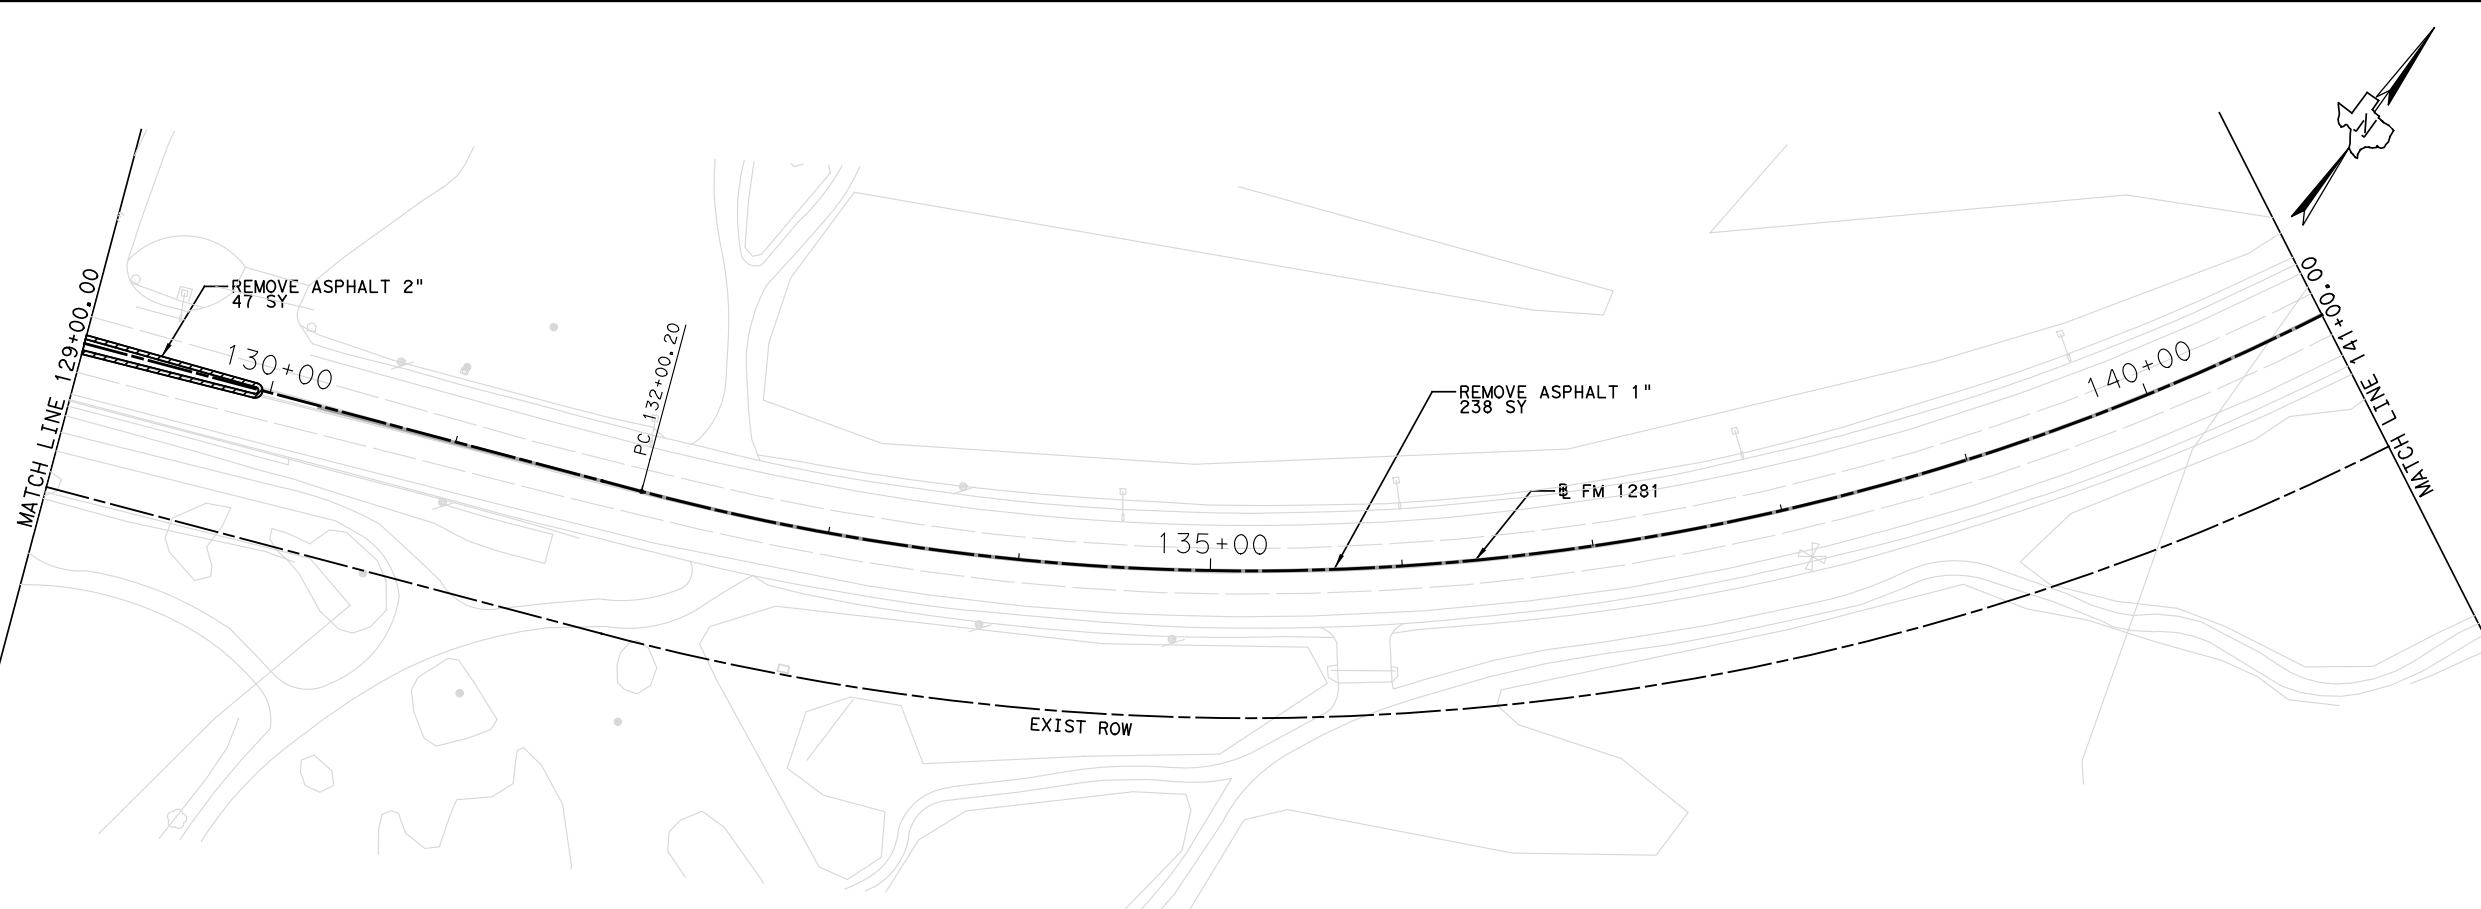 MATCH LINE 129+00.00
REMOVE ASPHALT 2"
47 SY
130+00
PC 132+00.20
135+00
REMOVE ASPHALT 1"
238 SY
FM 1281
140+00
MATCH LINE 141+00.00
EXIST ROW
N